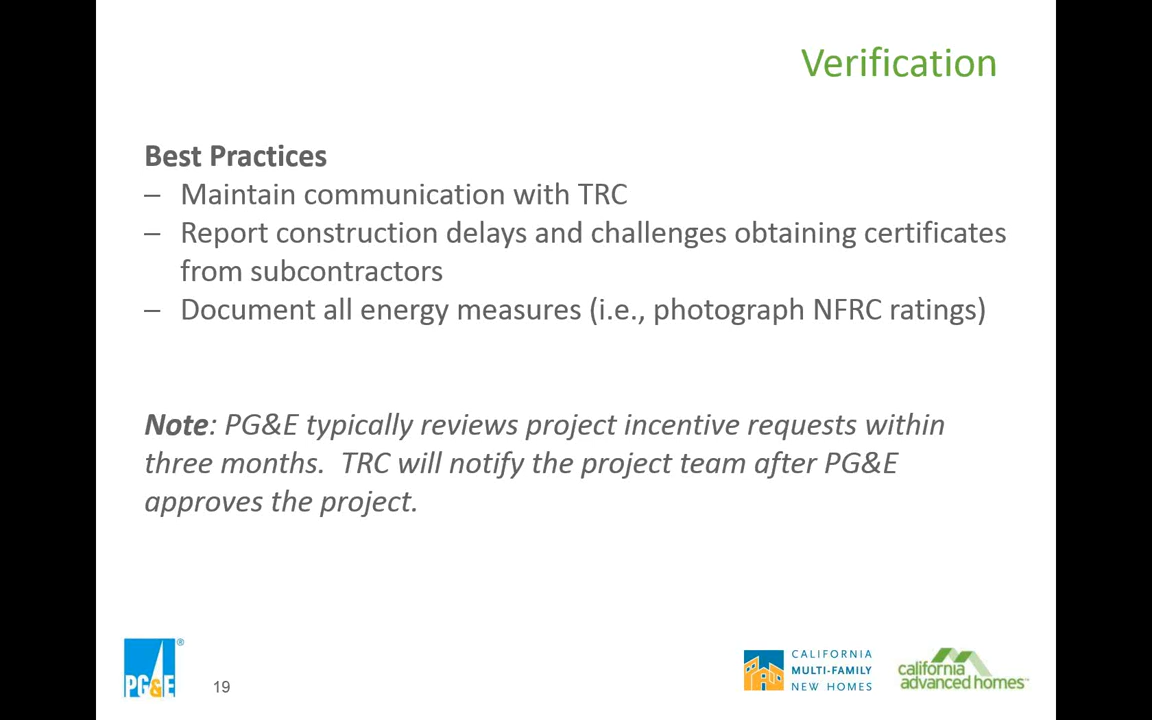 Verification
Best Practices
– Maintain communication with TRC
– Report construction delays and challenges obtaining certificates
from subcontractors
– Document all energy measures (i.e., photograph NFRC ratings)
Note: PG&E typically reviews project incentive requests within
three months.  TRC will notify the project team after PG&E
approves the project.
PG&E®
19
CALIFORNIA
MULTI-FAMILY
NEW HOMES
california
advanced homes™